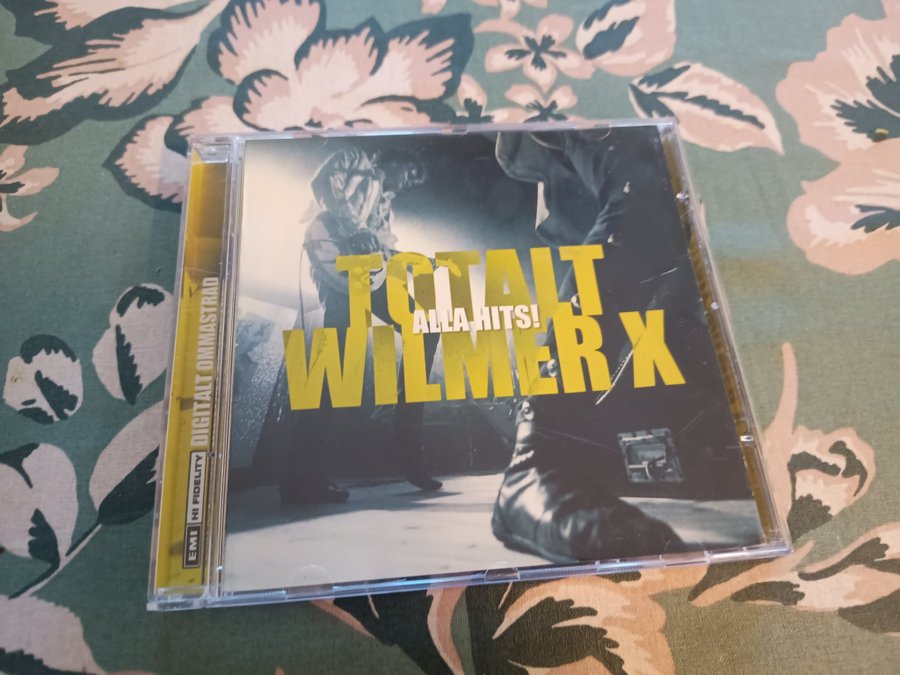 TOTALT
ALLA HITS!
WILMER X
EMI HI FIDELITY DIGITALT OMMASTRAD